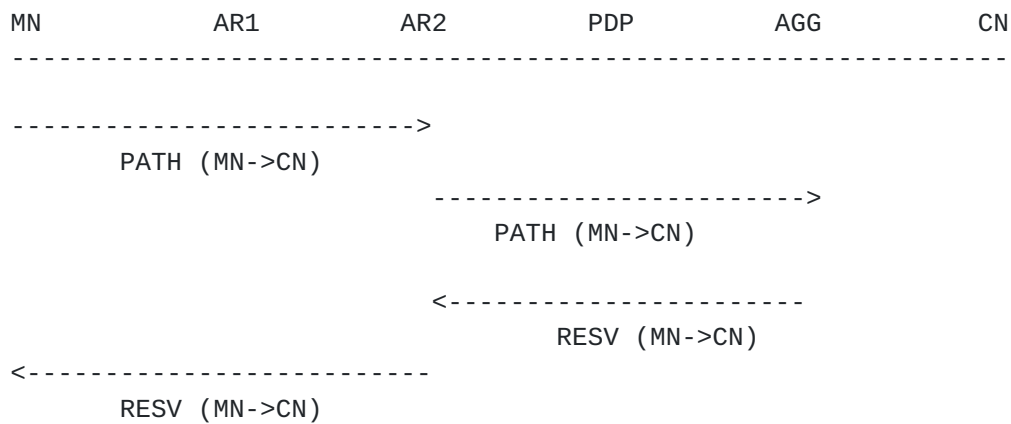 MN AR1 AR2 PDP AGG CN
----------------------------------------------------------------
-------------------------->
PATH (MN->CN)
------------------------>
PATH (MN->CN)
<-----------------------
RESV (MN->CN)
<---------------------------
RESV (MN->CN)